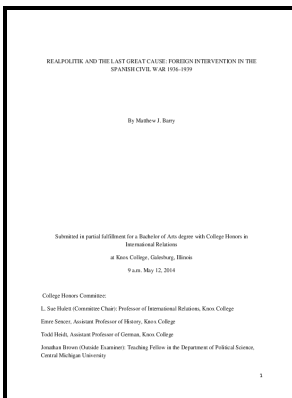 REALPOLITIK AND THE LAST GREAT CAUSE: FOREIGN INTERVENTION IN THE
SPANISH CIVIL WAR 1936-1939
By Matthew J. Barry
Submitted in partial fulfillment for a Bachelor of Arts degree with College Honors in
International Relations
at Knox College, Galesburg, Illinois
9 a.m. May 12, 2014
College Honors Committee:
L. Sue Hulett (Committee Chair): Professor of International Relations, Knox College
Emre Sencer, Assistant Professor of History, Knox College
Todd Heidt, Assistant Professor of German, Knox College
Jonathan Brown (Outside Examiner): Teaching Fellow in the Department of Political Science,
Central Michigan University
1